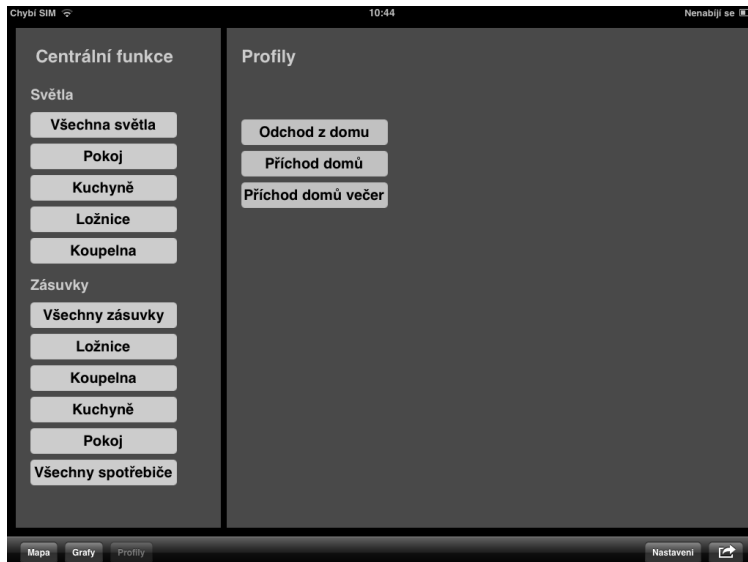 Chybí SIM
10:44
Nenabíjí se
Centrální funkce
Světla
Všechna světla
Pokoj
Kuchyně
Ložnice
Koupelna
Zásuvky
Všechny zásuvky
Ložnice
Koupelna
Kuchyně
Pokoj
Všechny spotřebiče
Profily
Odchod z domu
Příchod domů
Příchod domů večer
Mapa
Grafy
Profily
Nastaveni